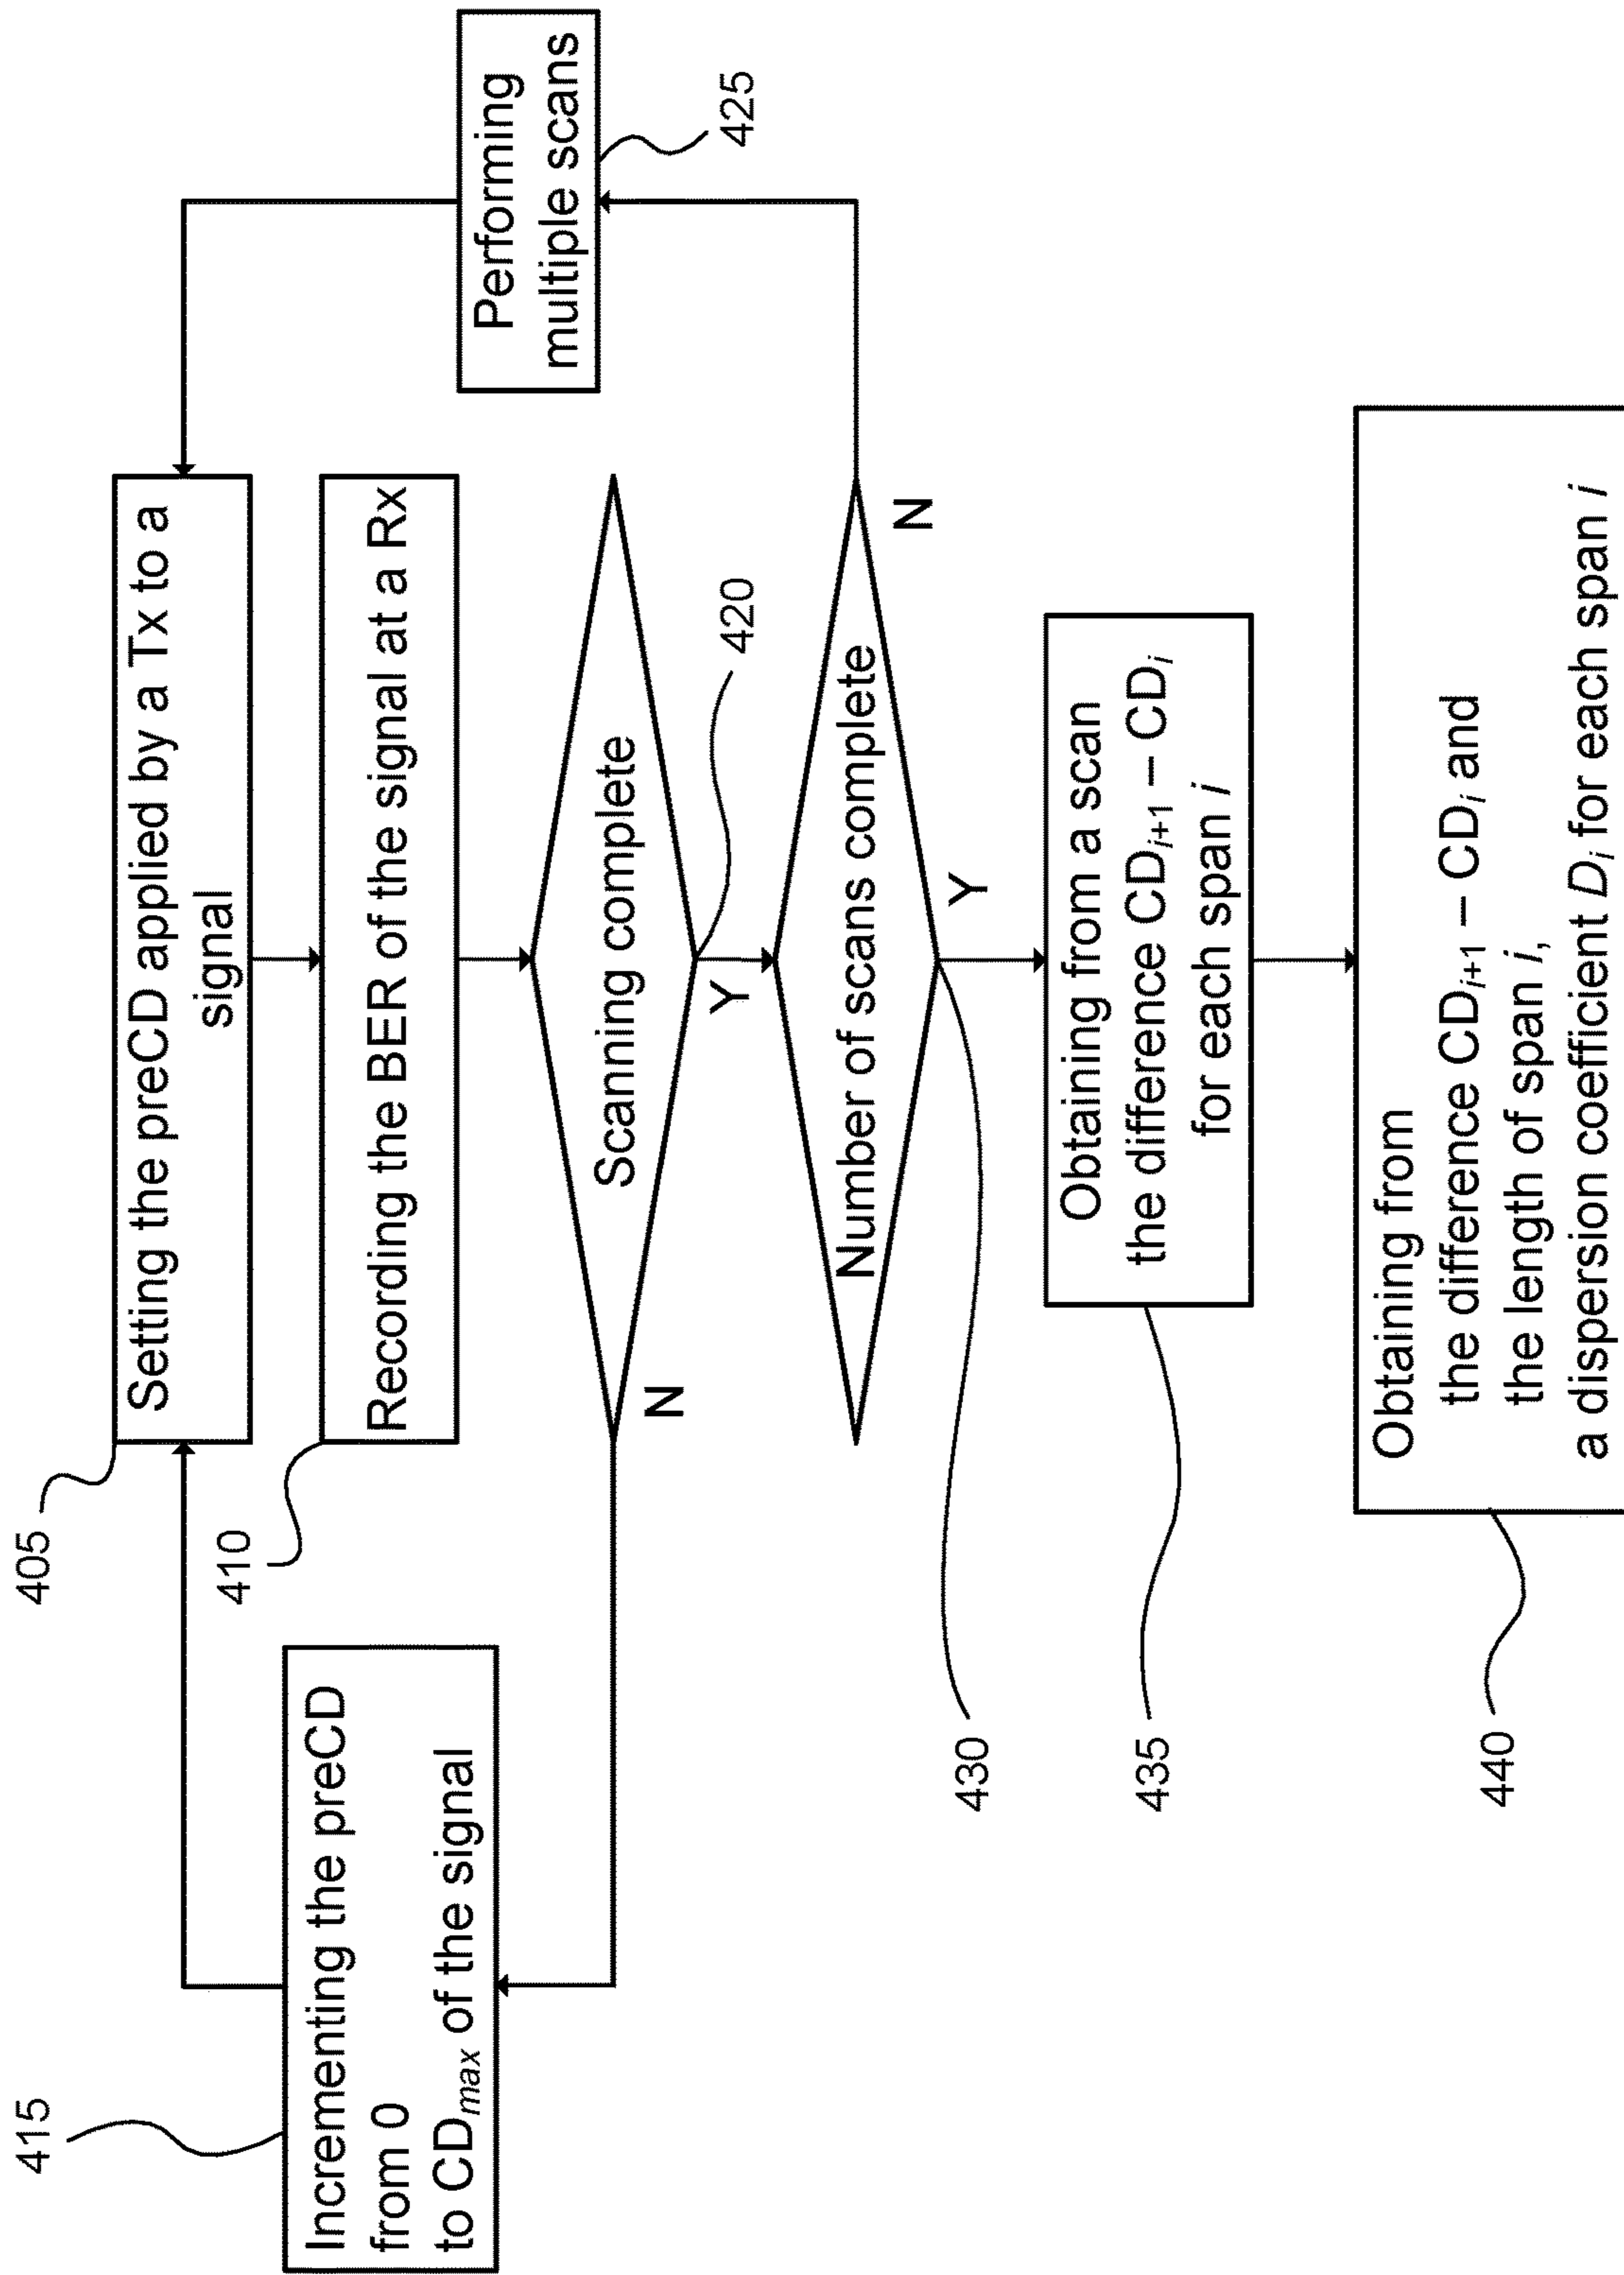 405
Setting the preCD applied by a Tx to a
signal
410
Recording the BER of the signal at a Rx
415
Incrementing the preCD
from 0
to CDmax of the signal
Scanning complete
N
Y
420
Performing
multiple scans
425
Number of scans complete
N
Y
430
Obtaining from a scan
the difference CDi+1 – CDi
for each span i
435
Obtaining from
the difference CDi+1 – CDi and
the length of span i,
a dispersion coefficient Di for each span i
440